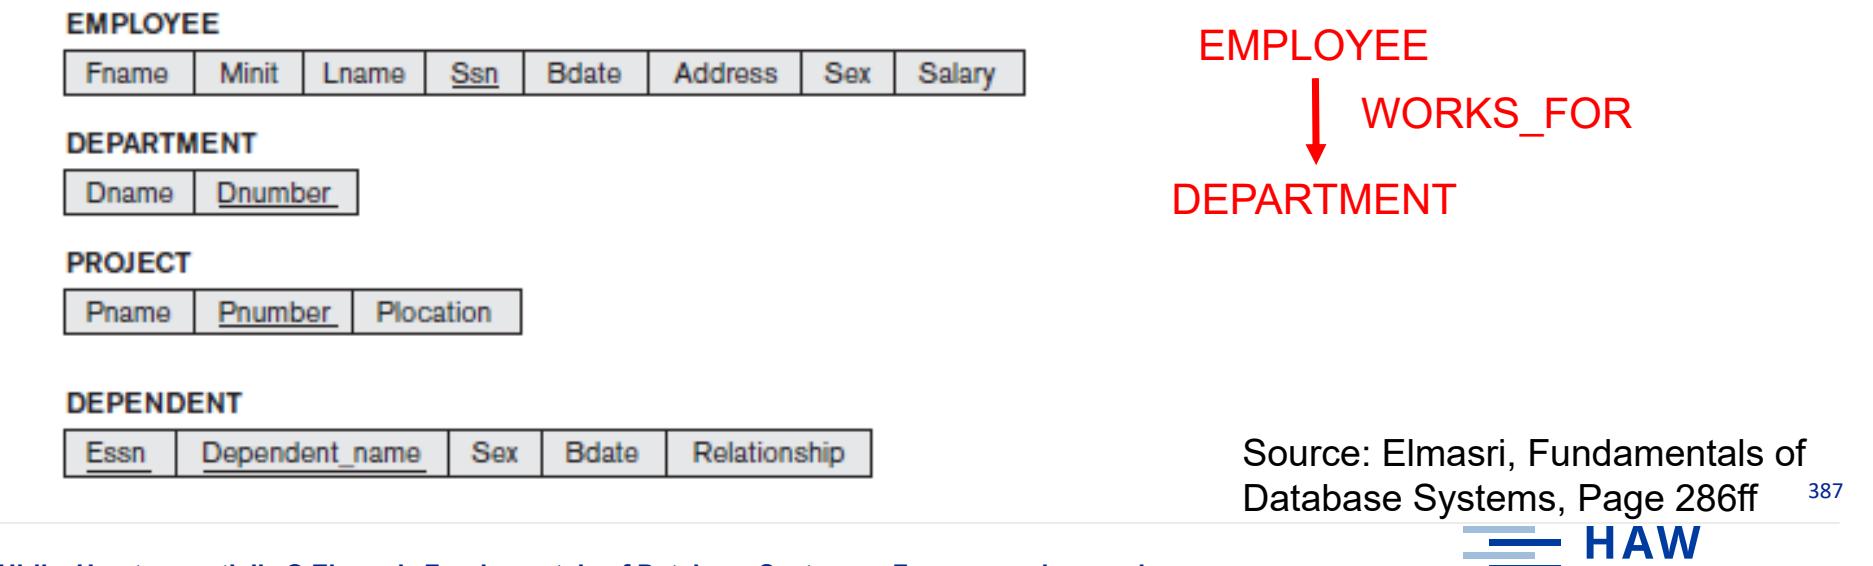 EMPLOYEE
Fname Minit Lname Ssn Bdate Address Sex Salary
DEPARTMENT
Dname Dnumber
PROJECT
Pname Pnumber Plocation
DEPENDENT
Essn Dependent_name Sex Bdate Relationship
EMPLOYEE
WORKS_FOR
DEPARTMENT
Source: Elmasri, Fundamentals of
Database Systems, Page 286ff
387
HAW